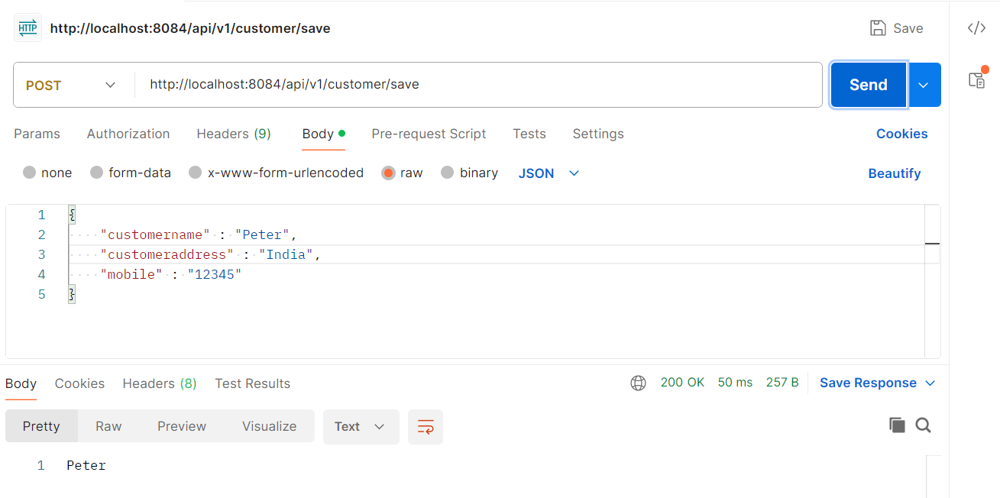 HTTP http://localhost:8084/api/v1/customer/save Save </>
POST http://localhost:8084/api/v1/customer/save Send
Params Authorization Headers (9) Body Pre-request Script Tests Settings Cookies
none form-data x-www-form-urlencoded raw binary JSON Beautify
1 {
2 "customername" : "Peter",
3 "customeraddress" : "India",
4 "mobile" : "12345"
5 }
Body Cookies Headers (8) Test Results 200 OK 50 ms 257 B Save Response
Pretty Raw Preview Visualize Text
1 Peter